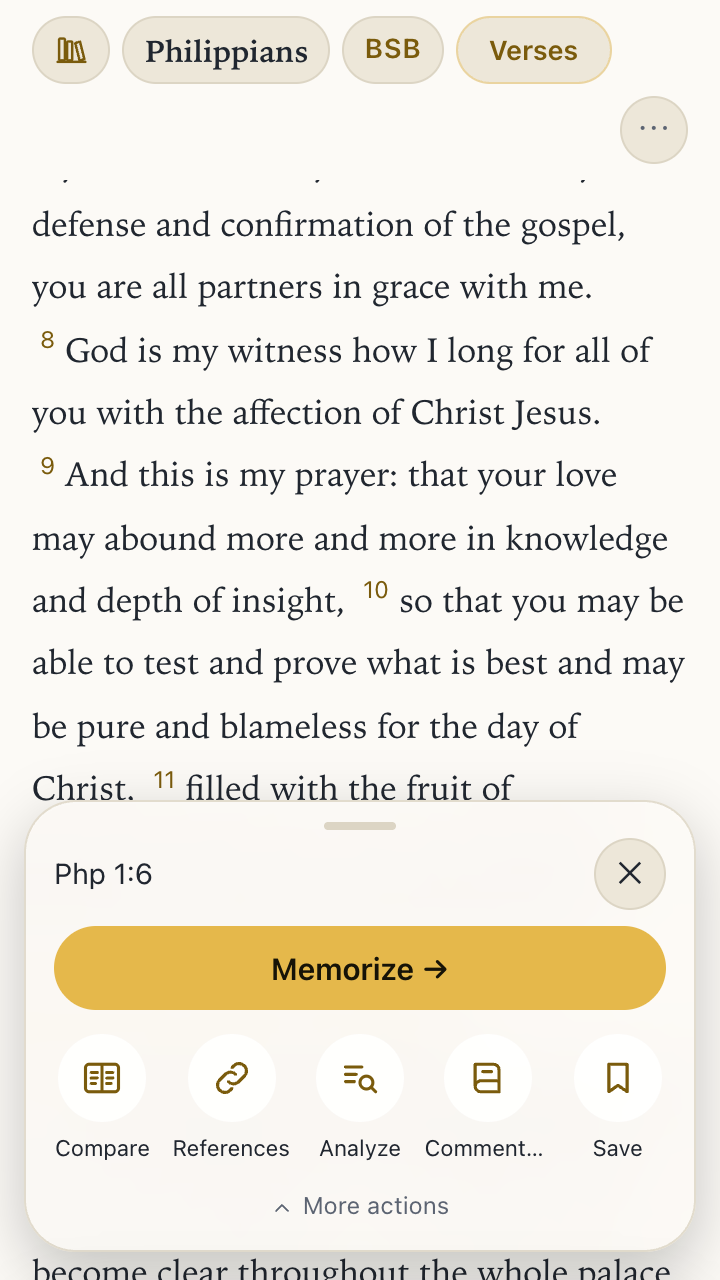 Philippians BSB Verses
...
defense and confirmation of the gospel,
you are all partners in grace with me.
8 God is my witness how I long for all of
you with the affection of Christ Jesus.
9 And this is my prayer: that your love
may abound more and more in knowledge
and depth of insight, 10 so that you may be
able to test and prove what is best and may
be pure and blameless for the day of
Christ, 11 filled with the fruit of
Php 1:6
Memorize →
Compare References Analyze Comment... Save
More actions
become clear throughout the whole palace